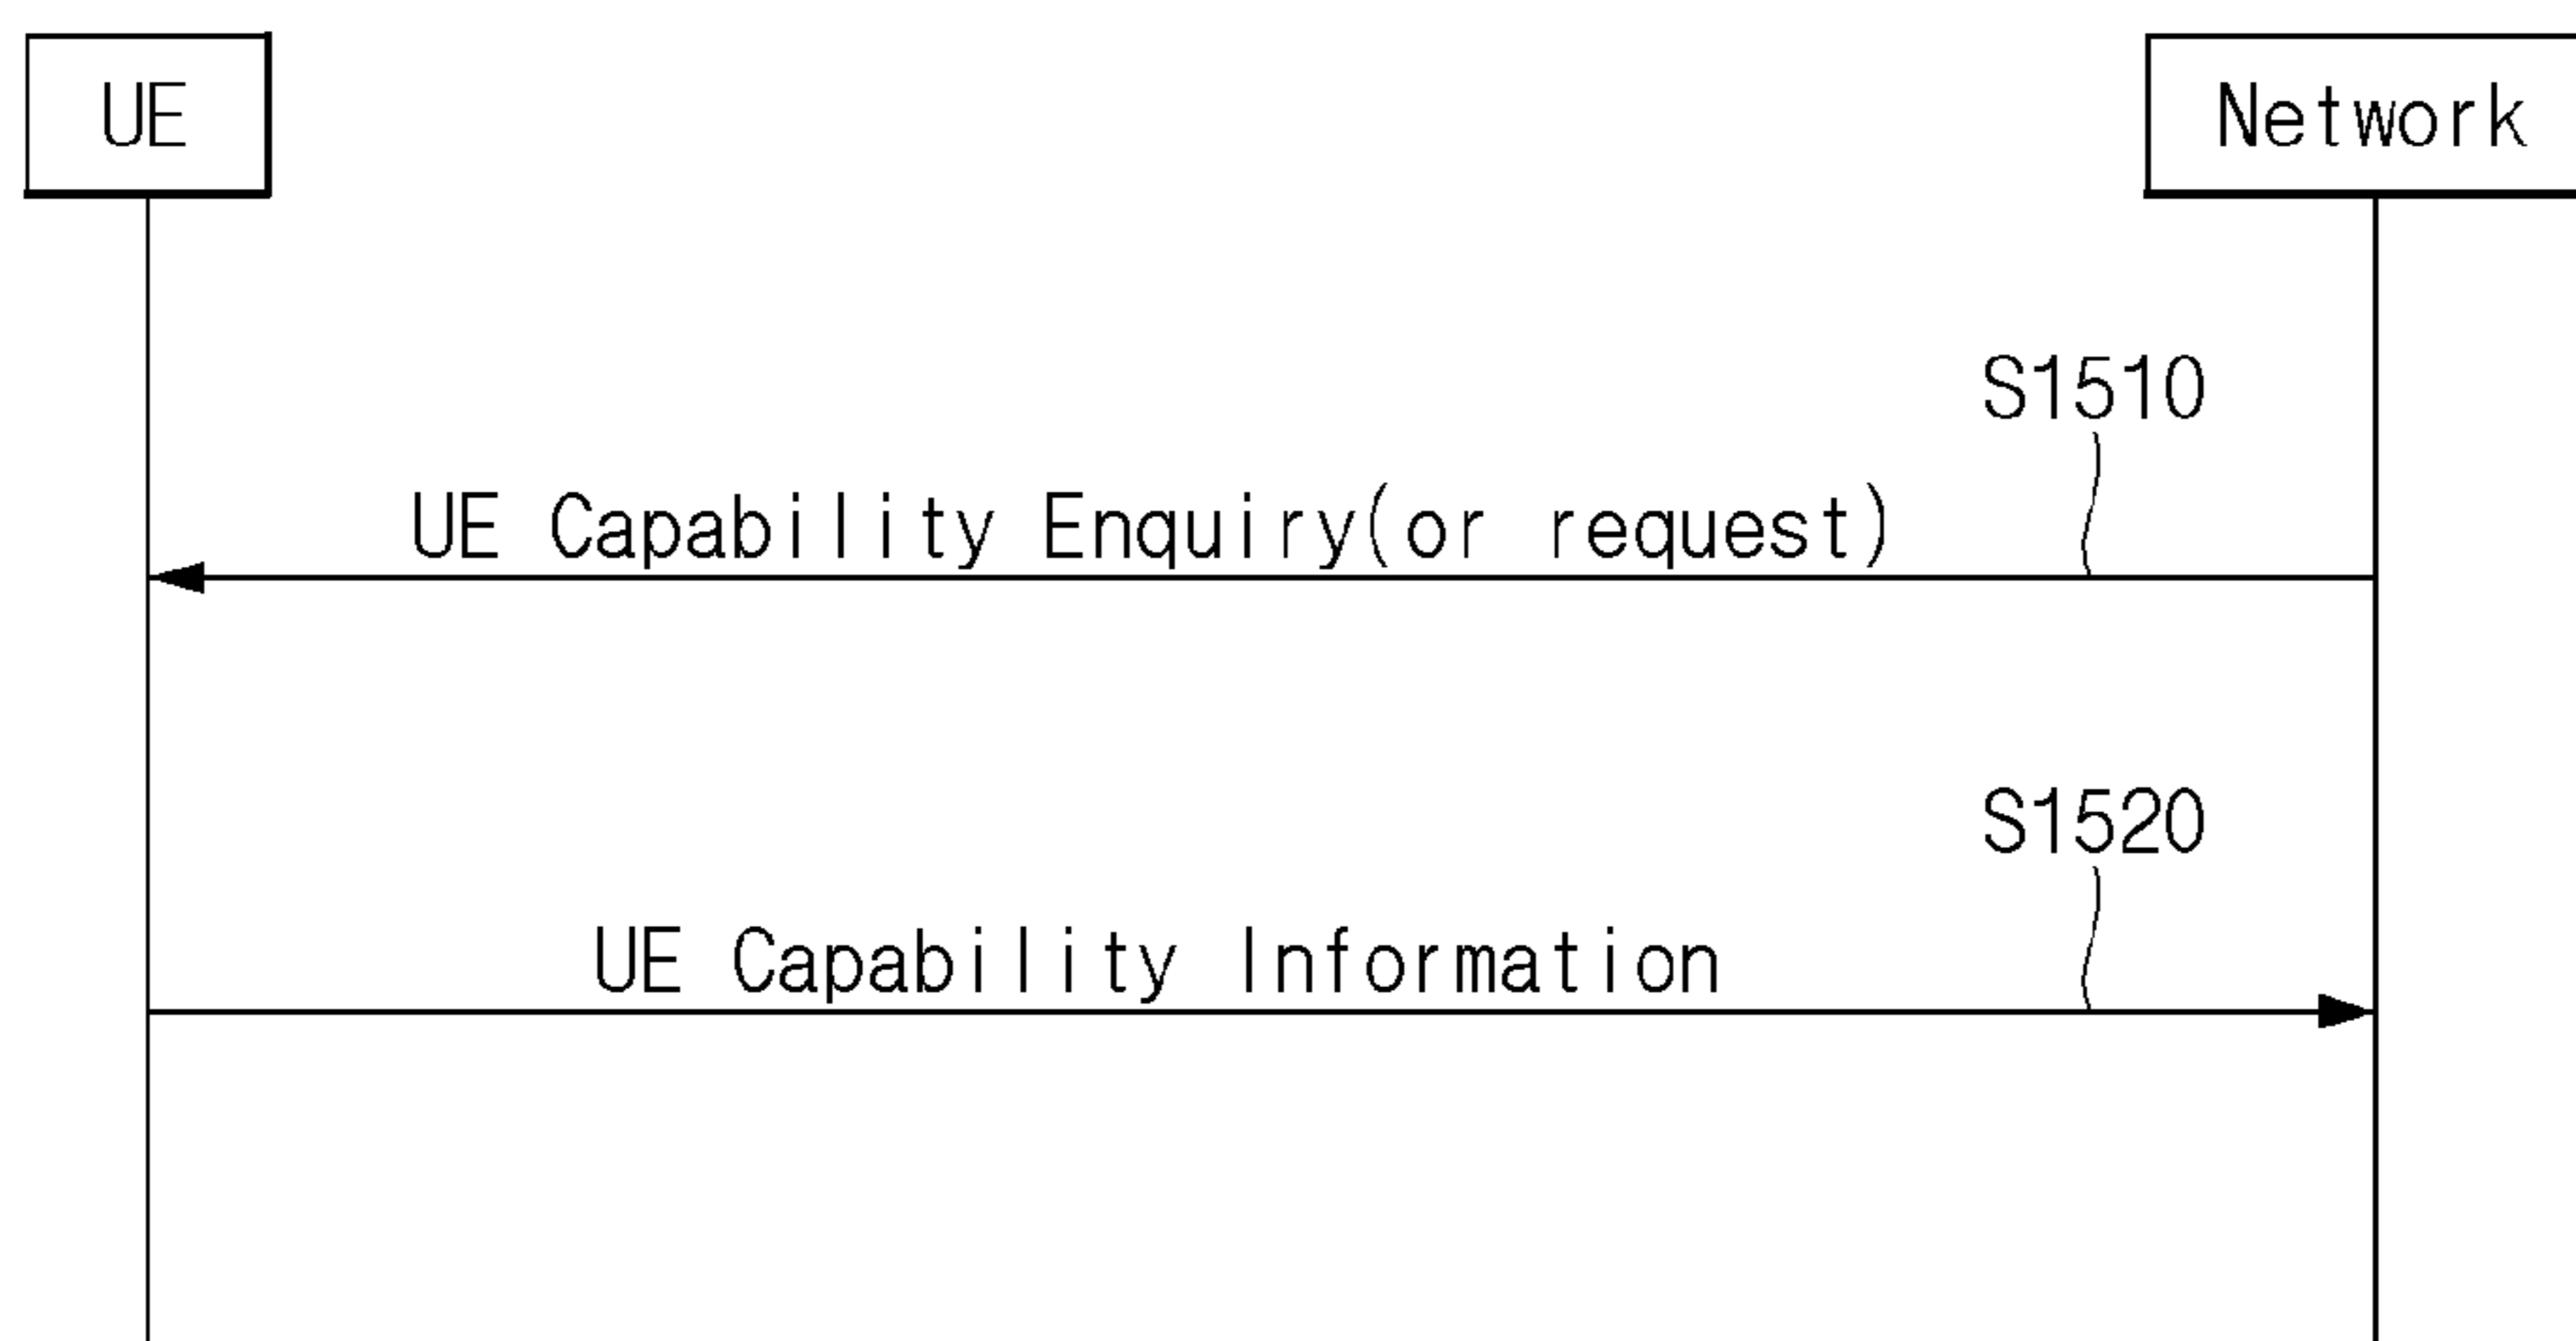 UE
Network
S1510
UE Capability Enquiry(or request)
S1520
UE Capability Information